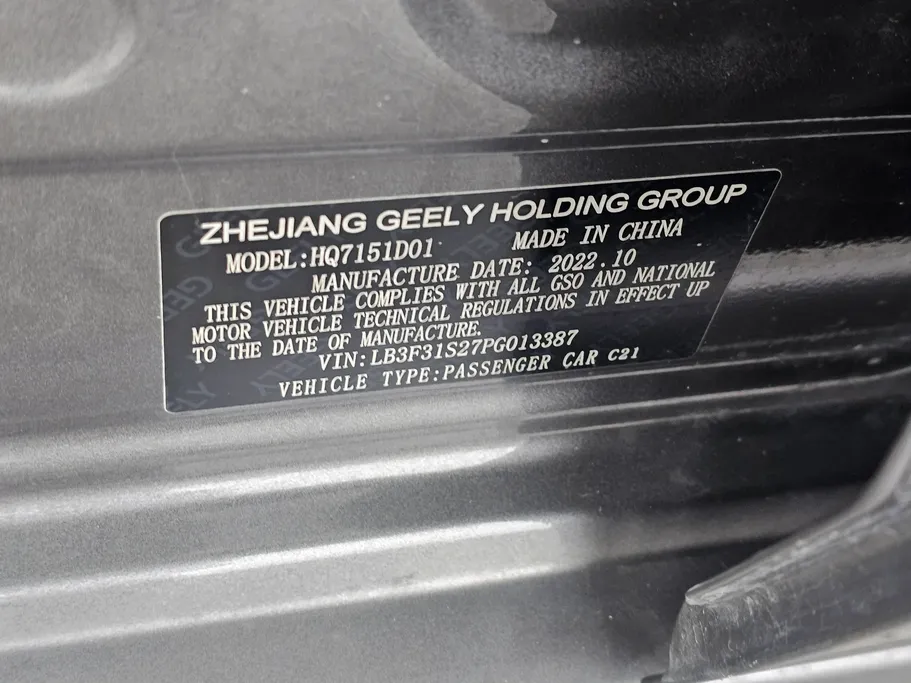 ZHEJIANG GEELY HOLDING GROUP
MODEL:HQ7151D01 MADE IN CHINA
MANUFACTURE DATE: 2022.10
THIS VEHICLE COMPLIES WITH ALL GSO AND NATIONAL
MOTOR VEHICLE TECHNICAL REGULATIONS IN EFFECT UP
TO THE DATE OF MANUFACTURE.
VIN:LB3F31S27PG013387
VEHICLE TYPE:PASSENGER CAR C21